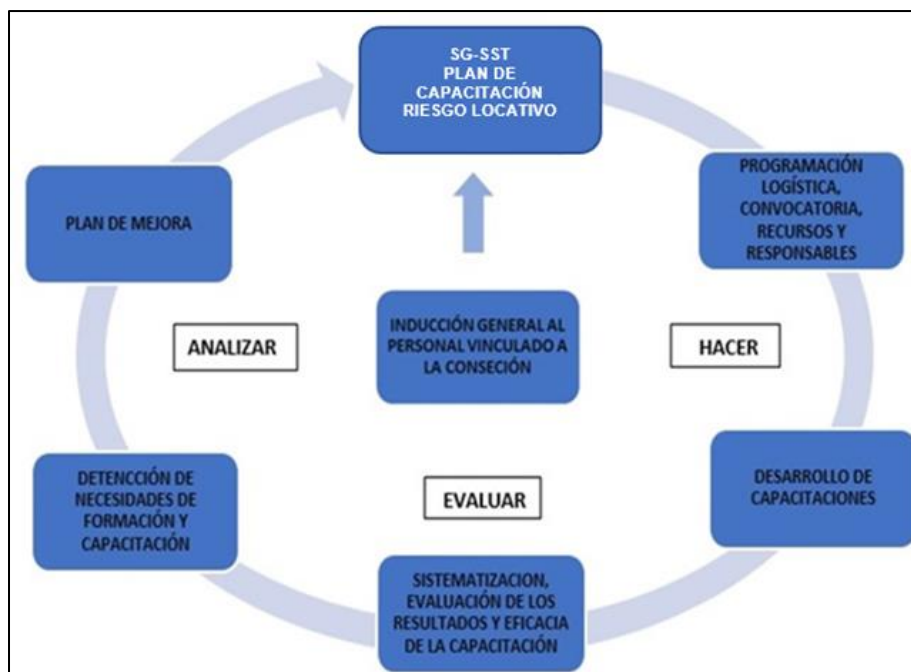 SG-SST
PLAN DE
CAPACITACIÓN
RIESGO LOCATIVO
PROGRAMACIÓN
LOGÍSTICA,
CONVOCATORIA,
RECURSOS Y
RESPONSABLES
PLAN DE MEJORA
INDUCCIÓN GENERAL AL
PERSONAL VINCULADO A
LA CONSECIÓN
ANALIZAR
HACER
DETENCCIÓN DE
NECESIDADES DE
FORMACIÓN Y
CAPACITACIÓN
EVALUAR
DESARROLLO DE
CAPACITACIONES
SISTEMATIZACION,
EVALUACIÓN DE LOS
RESULTADOS Y EFICACIA
DE LA CAPACITACIÓN